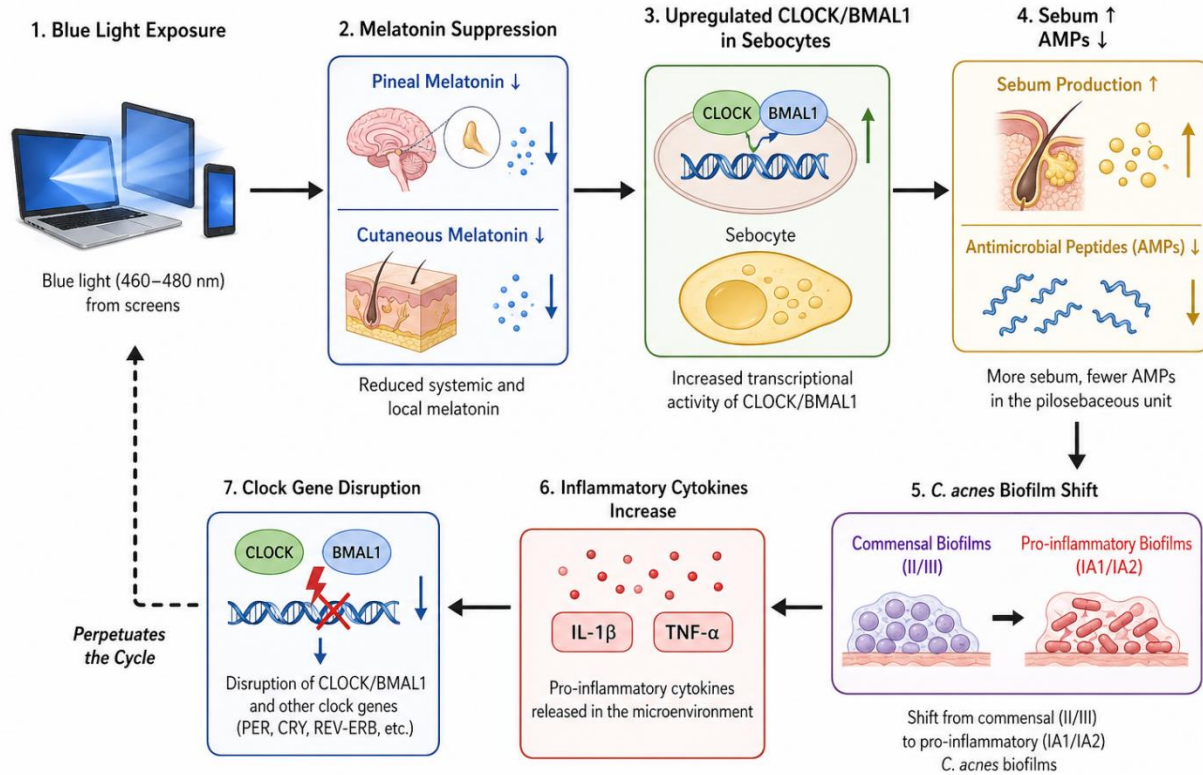 1. Blue Light Exposure
Blue light (460–480 nm)
from screens
2. Melatonin Suppression
Pineal Melatonin ↓
Cutaneous Melatonin ↓
Reduced systemic and
local melatonin
3. Upregulated CLOCK/BMAL1
in Sebocytes
CLOCK
BMAL1
Sebocyte
Increased transcriptional
activity of CLOCK/BMAL1
4. Sebum ↑
AMPs ↓
Sebum Production ↑
Antimicrobial Peptides (AMPs) ↓
More sebum, fewer AMPs
in the pilosebaceous unit
5. C. acnes Biofilm Shift
Commensal Biofilms
(II/III)
Pro-inflammatory Biofilms
(IA1/IA2)
Shift from commensal (II/III)
to pro-inflammatory (IA1/IA2)
C. acnes biofilms
6. Inflammatory Cytokines
Increase
IL-1β
TNF-α
Pro-inflammatory cytokines
released in the microenvironment
7. Clock Gene Disruption
CLOCK
BMAL1
Disruption of CLOCK/BMAL1
and other clock genes
(PER, CRY, REV-ERB, etc.)
Perpetuates
the Cycle